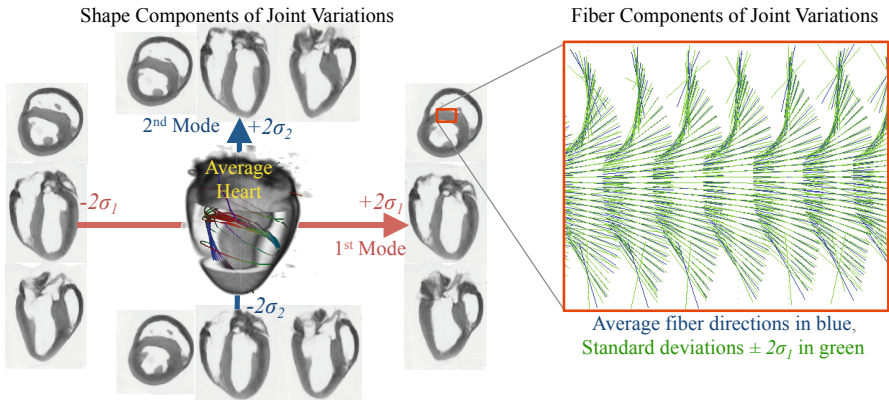 Shape Components of Joint Variations
Fiber Components of Joint Variations
2nd Mode
+2σ2
Average
Heart
-2σ1
+2σ1
1st Mode
-2σ2
Average fiber directions in blue,
Standard deviations ± 2σ1 in green